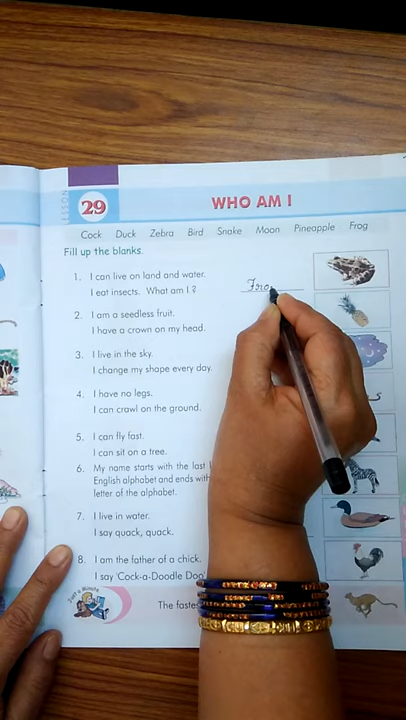 LESSON
29
WHO AM I
Cock Duck Zebra Bird Snake Moon Pineapple Frog
Fill up the blanks.
1. I can live on land and water.
I eat insects. What am I ? Fro
2. I am a seedless fruit.
I have a crown on my head.
3. I live in the sky.
I change my shape every day.
4. I have no legs.
I can crawl on the ground.
5. I can fly fast.
I can sit on a tree.
6. My name starts with the last
English alphabet and ends with
letter of the alphabet.
7. I live in water.
I say quack, quack.
8. I am the father of a chick.
I say 'Cock-a-Doodle Doo'
The faste